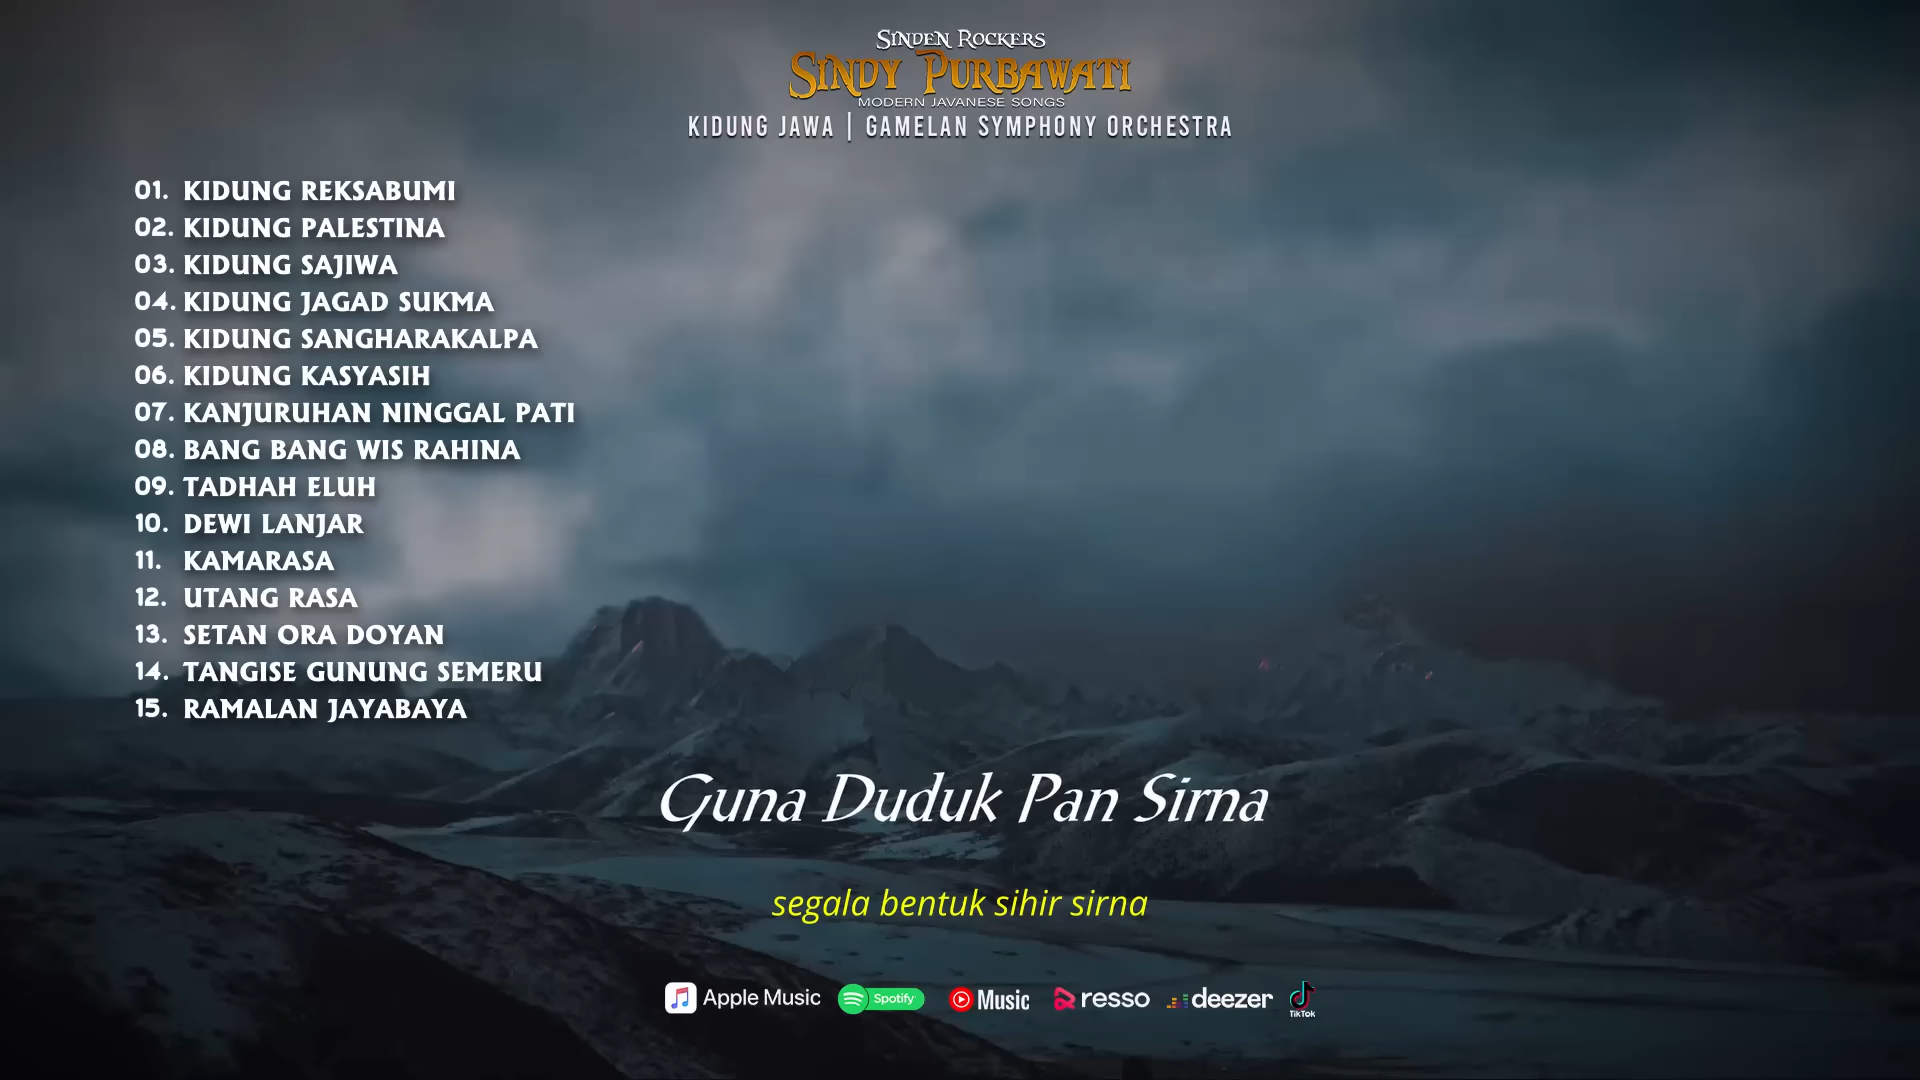 SINDEN ROCKERS
SINDY PURBAWATI
MODERN JAVANESE SONGS
KIDUNG JAWA | GAMELAN SYMPHONY ORCHESTRA
01. KIDUNG REKSABUMI
02. KIDUNG PALESTINA
03. KIDUNG SAJIWA
04. KIDUNG JAGAD SUKMA
05. KIDUNG SANGHARAKALPA
06. KIDUNG KASYASIH
07. KANJURUHAN NINGGAL PATI
08. BANG BANG WIS RAHINA
09. TADHAH ELUH
10. DEWI LANJAR
11. KAMARASA
12. UTANG RASA
13. SETAN ORA DOYAN
14. TANGISE GUNUNG SEMERU
15. RAMALAN JAYABAYA
Guna Duduk Pan Sirna
segala bentuk sihir sirna
Apple Music Spotify Music resso deezer TikTok